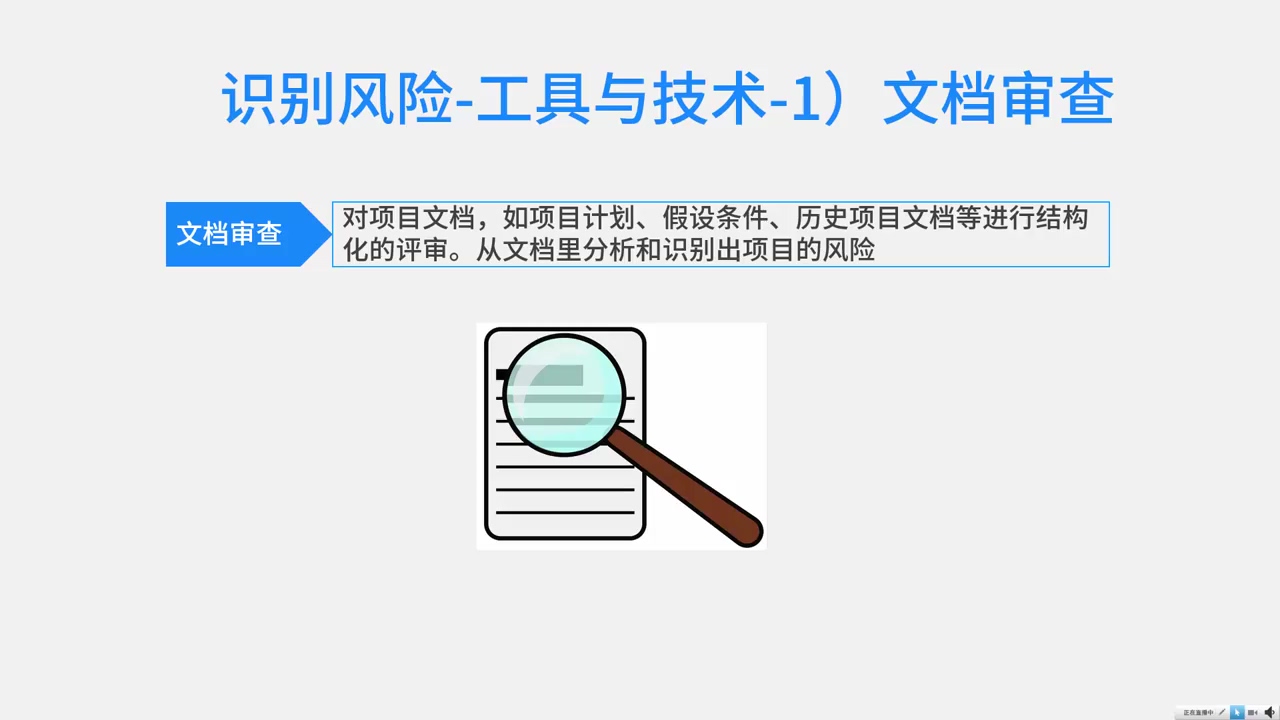 识别风险-工具与技术-1）文档审查
文档审查
对项目文档，如项目计划、假设条件、历史项目文档等进行结构
化的评审。从文档里分析和识别出项目的风险
正在直播中